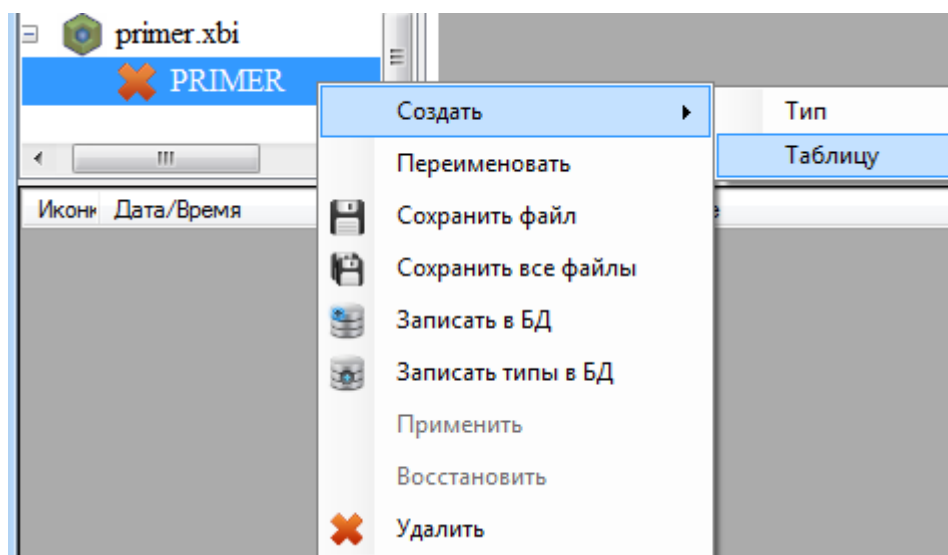 primer.xbi
PRIMER
Создать
Тип
Таблицу
Переименовать
Иконк Дата/Время
Сохранить файл
Сохранить все файлы
Записать в БД
Записать типы в БД
Применить
Восстановить
Удалить